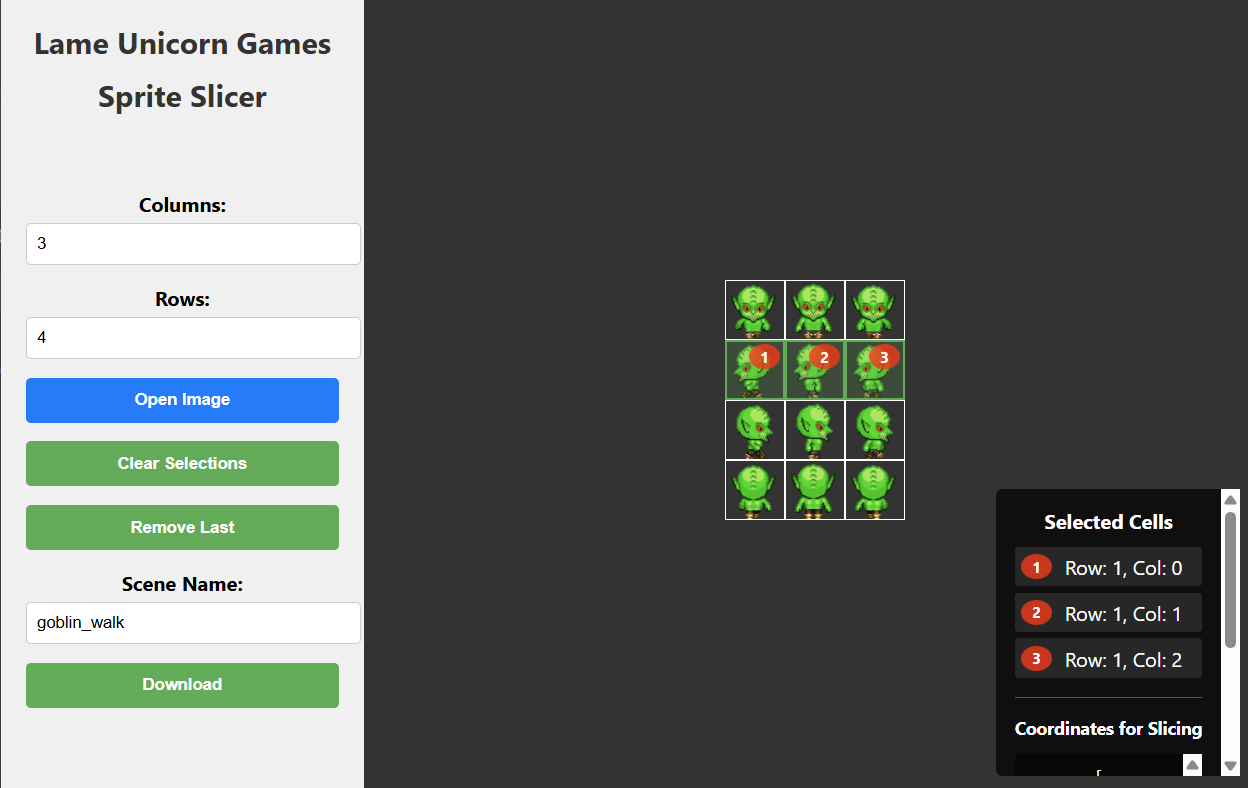 Lame Unicorn Games
Sprite Slicer
Columns:
3
Rows:
4
Open Image
Clear Selections
Remove Last
Scene Name:
goblin_walk
Download
1 2 3
Selected Cells
1 Row: 1, Col: 0
2 Row: 1, Col: 1
3 Row: 1, Col: 2
Coordinates for Slicing
[